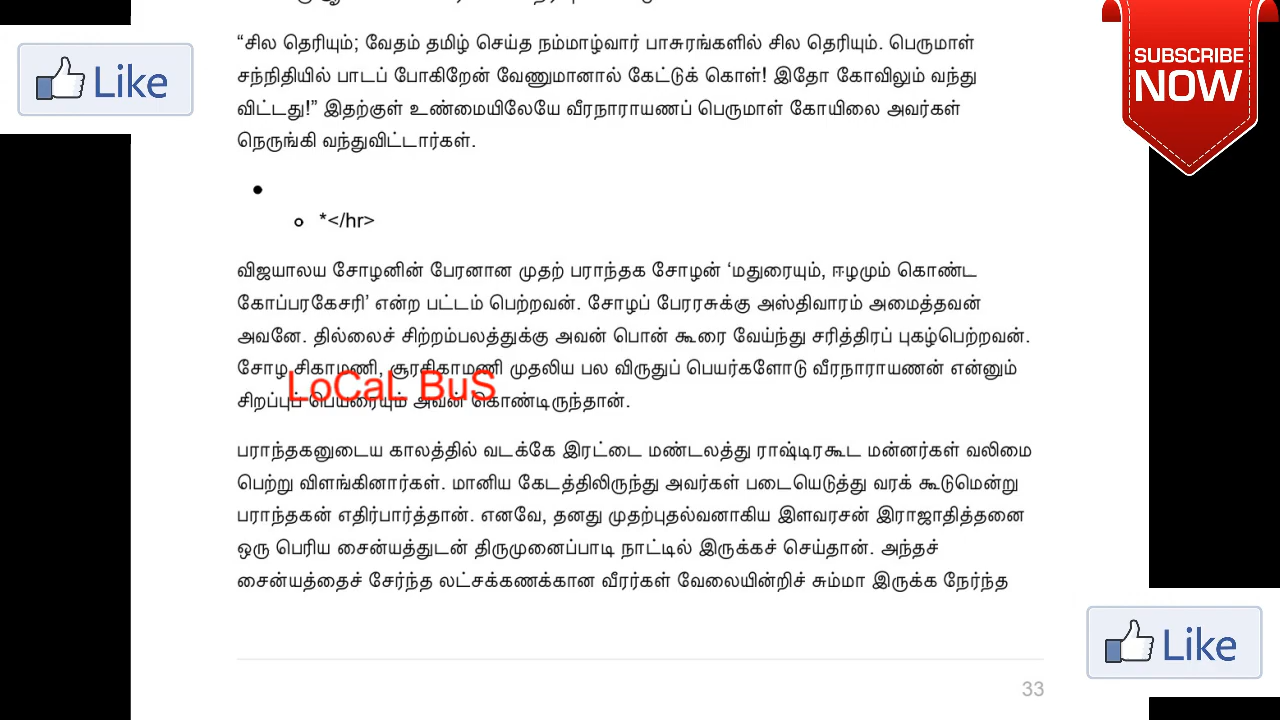 “சில தெரியும்; வேதம் தமிழ் செய்த நம்மாழ்வார் பாசுரங்களில் சில தெரியும். பெருமாள்
சந்நிதியில் பாடப் போகிறேன் வேணுமானால் கேட்டுக் கொள்! இதோ கோவிலும் வந்து
விட்டது!” இதற்குள் உண்மையிலேயே வீரநாராயணப் பெருமாள் கோயிலை அவர்கள்
நெருங்கி வந்துவிட்டார்கள்.
*</hr>
விஜயாலய சோழனின் பேரனான முதற் பராந்தக சோழன் ‘மதுரையும், ஈழமும் கொண்ட
கோப்பரகேசரி’ என்ற பட்டம் பெற்றவன். சோழப் பேரரசுக்கு அஸ்திவாரம் அமைத்தவன்
அவனே. தில்லைச் சிற்றம்பலத்துக்கு அவன் பொன் கூரை வேய்ந்து சரித்திரப் புகழ்பெற்றவன்.
சோழ சிகாமணி, சூரசிகாமணி முதலிய பல விருதுப் பெயர்களோடு வீரநாராயணன் என்னும்
சிறப்புப் பெயரையும் அவன் கொண்டிருந்தான்.
பராந்தகனுடைய காலத்தில் வடக்கே இரட்டை மண்டலத்து ராஷ்டிரகூட மன்னர்கள் வலிமை
பெற்று விளங்கினார்கள். மானிய கேடத்திலிருந்து அவர்கள் படையெடுத்து வரக் கூடுமென்று
பராந்தகன் எதிர்பார்த்தான். எனவே, தனது முதற்புதல்வனாகிய இளவரசன் இராஜாதித்தனை
ஒரு பெரிய சைன்யத்துடன் திருமுனைப்பாடி நாட்டில் இருக்கச் செய்தான். அந்தச்
சைன்யத்தைச் சேர்ந்த லட்சக்கணக்கான வீரர்கள் வேலையின்றிச் சும்மா இருக்க நேர்ந்த
33
Like
SUBSCRIBE
NOW
LoCaL BuS
Like